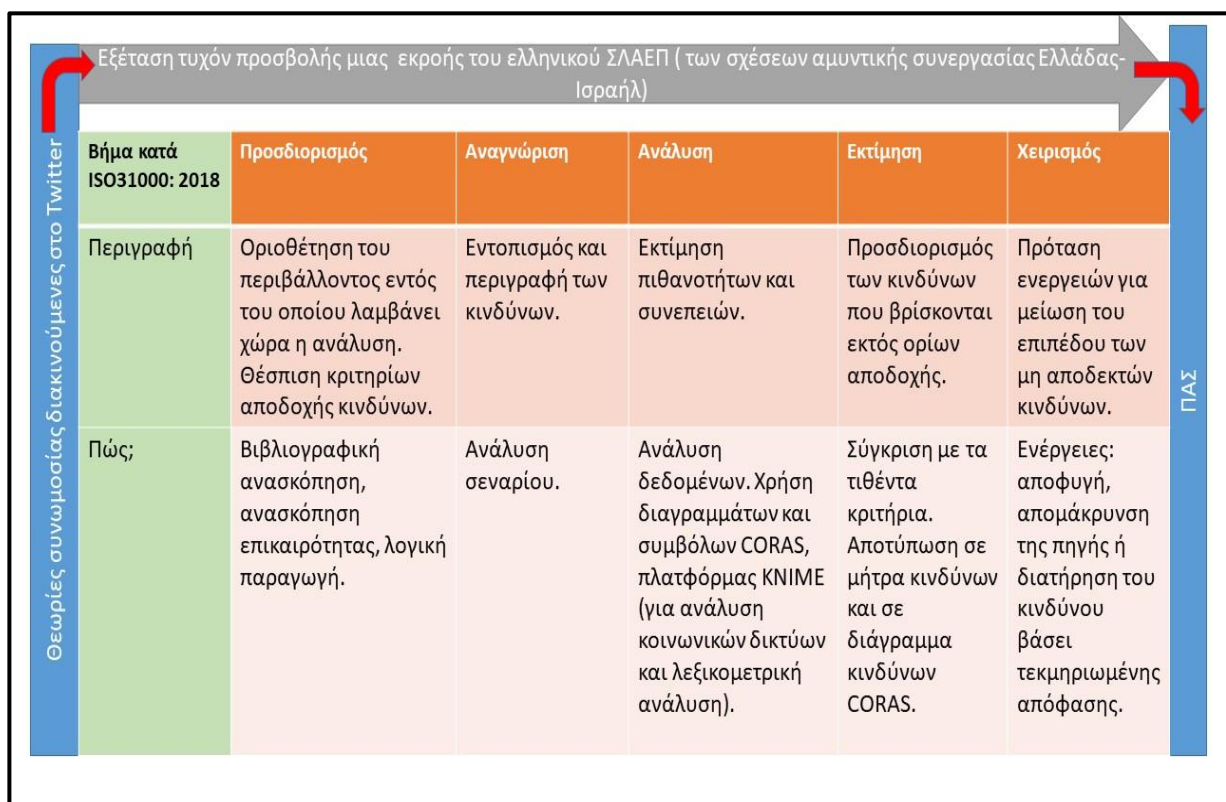 Εξέταση τυχόν προσβολής μιας εκροής του ελληνικού ΣΛΑΕΠ ( των σχέσεων αμυντικής συνεργασίας Ελλάδας-
Ισραήλ)
Θεωρίες συνωμοσίας διακινούμενες στο Twitter
Βήμα κατά
ISO31000: 2018
Προσδιορισμός
Αναγνώριση
Ανάλυση
Εκτίμηση
Χειρισμός
Περιγραφή
Οριοθέτηση του
περιβάλλοντος εντός
του οποίου λαμβάνει
χώρα η ανάλυση.
Θέσπιση κριτηρίων
αποδοχής κινδύνων.
Εντοπισμός και
περιγραφή των
κινδύνων.
Εκτίμηση
πιθανοτήτων και
συνεπειών.
Προσδιορισμός
των κινδύνων
που βρίσκονται
εκτός ορίων
αποδοχής.
Πρόταση
ενεργειών για
μείωση του
επιπέδου των
μη αποδεκτών
κινδύνων.
Πώς;
Βιβλιογραφική
ανασκόπηση,
ανασκόπηση
επικαιρότητας, λογική
παραγωγή.
Ανάλυση
σεναρίου.
Ανάλυση
δεδομένων. Χρήση
διαγραμμάτων και
συμβόλων CORAS,
πλατφόρμας KNIME
(για ανάλυση
κοινωνικών δικτύων
και λεξικομετρική
ανάλυση).
Σύγκριση με τα
τιθέντα
κριτήρια.
Αποτύπωση σε
μήτρα κινδύνων
και σε
διάγραμμα
κινδύνων
CORAS.
Ενέργειες:
αποφυγή,
απομάκρυνση
της πηγής ή
διατήρηση του
κινδύνου
βάσει
τεκμηριωμένης
απόφασης.
ΠΑΣ